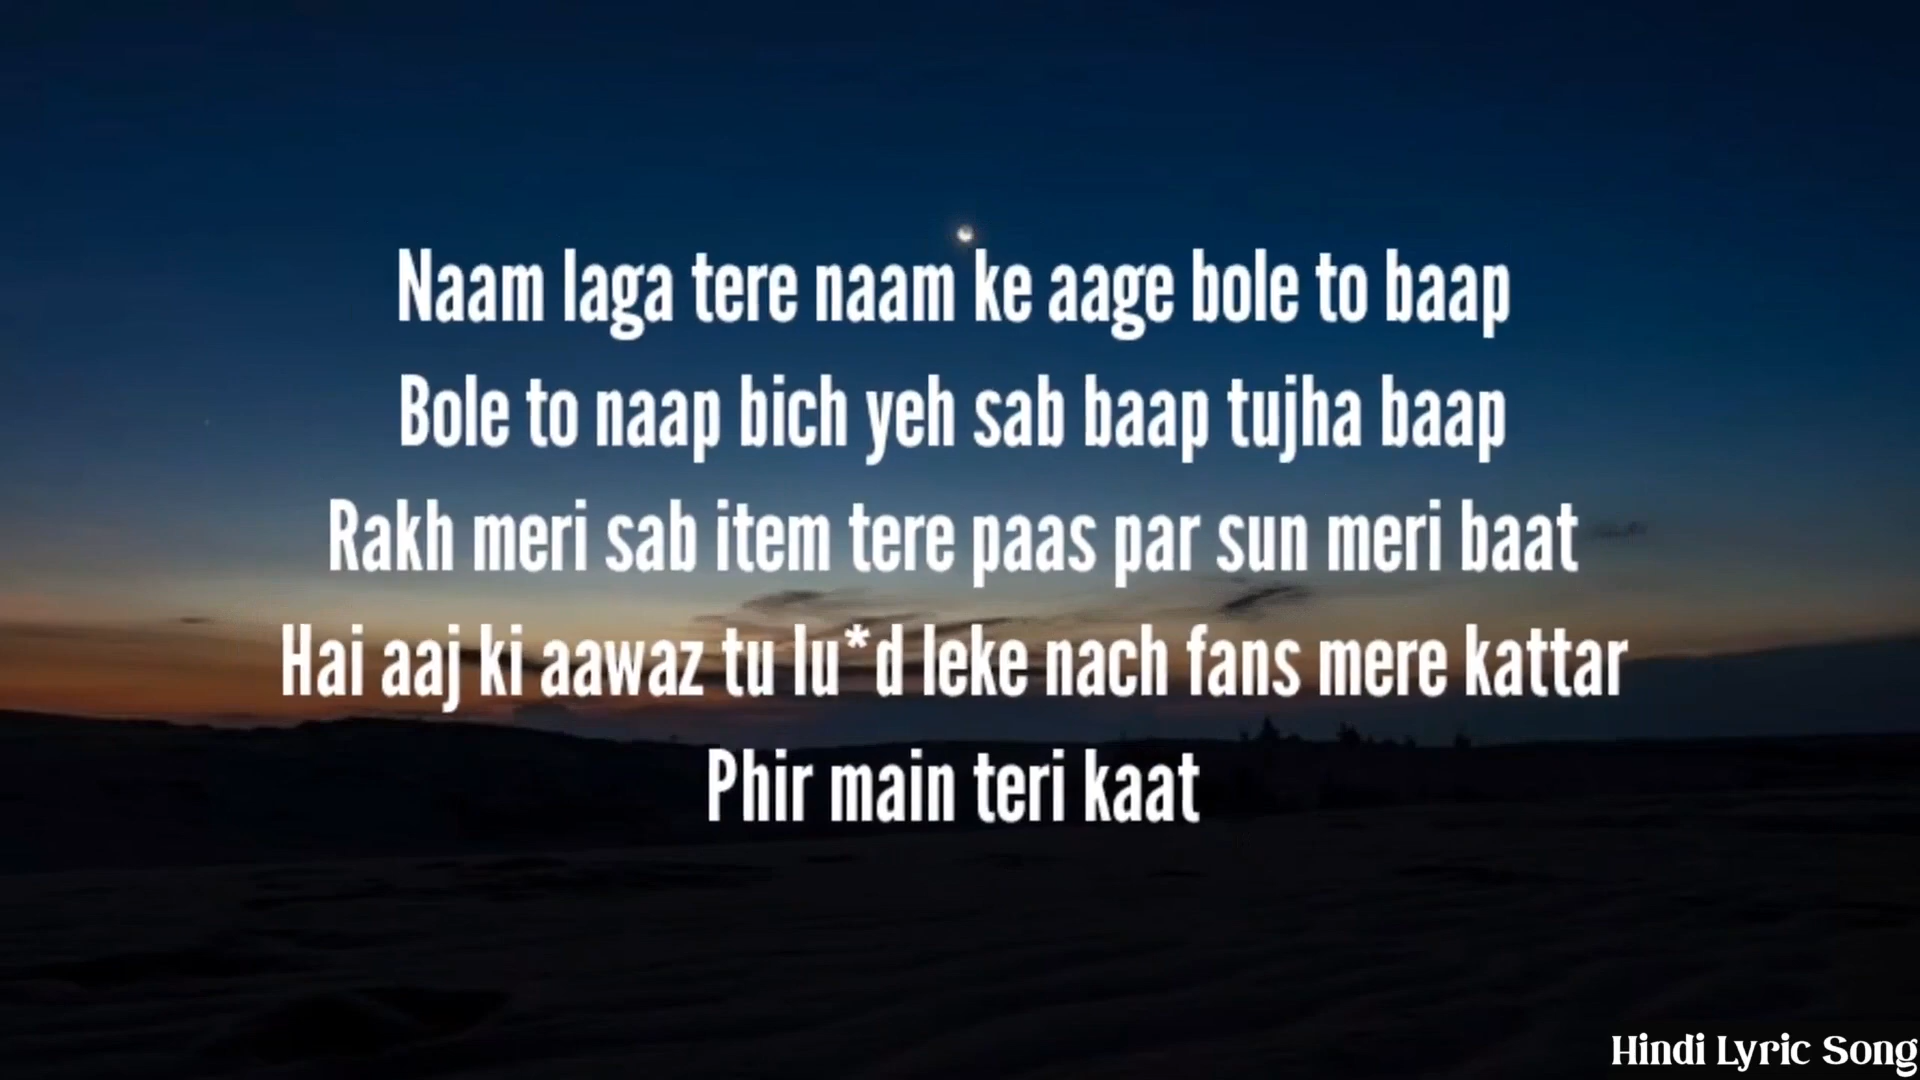 Naam laga tere naam ke aage bole to baap
Bole to naap bich yeh sab baap tujha baap
Rakh meri sab item tere paas par sun meri baat
Hai aaj ki aawaz tu lu*d leke nach fans mere kattar
Phir main teri kaat
Hindi Lyric Song